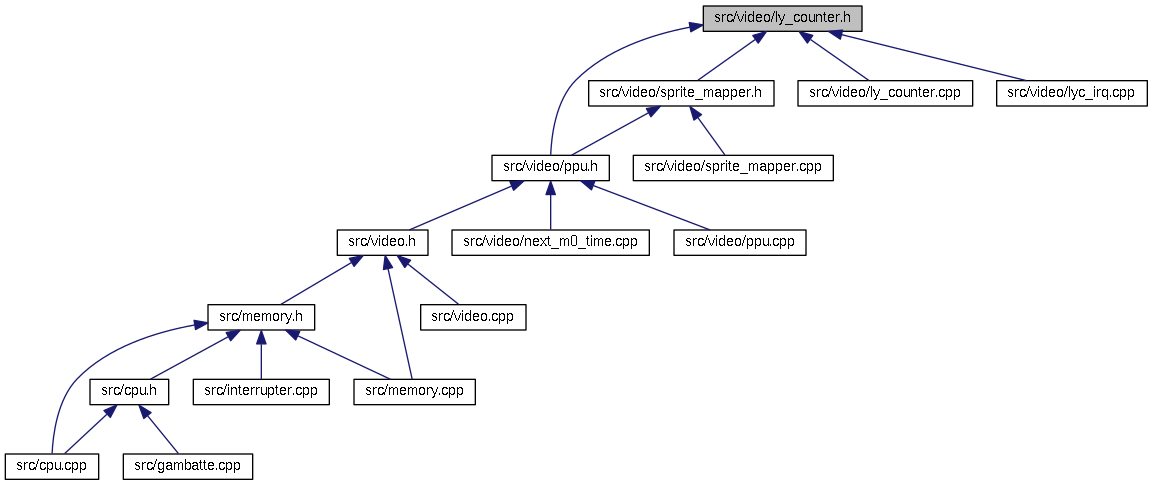 src/video/ly_counter.h
src/video/sprite_mapper.h
src/video/ly_counter.cpp
src/video/lyc_irq.cpp
src/video/ppu.h
src/video/sprite_mapper.cpp
src/video.h
src/video/next_m0_time.cpp
src/video/ppu.cpp
src/memory.h
src/video.cpp
src/cpu.h
src/interrupter.cpp
src/memory.cpp
src/cpu.cpp
src/gambatte.cpp